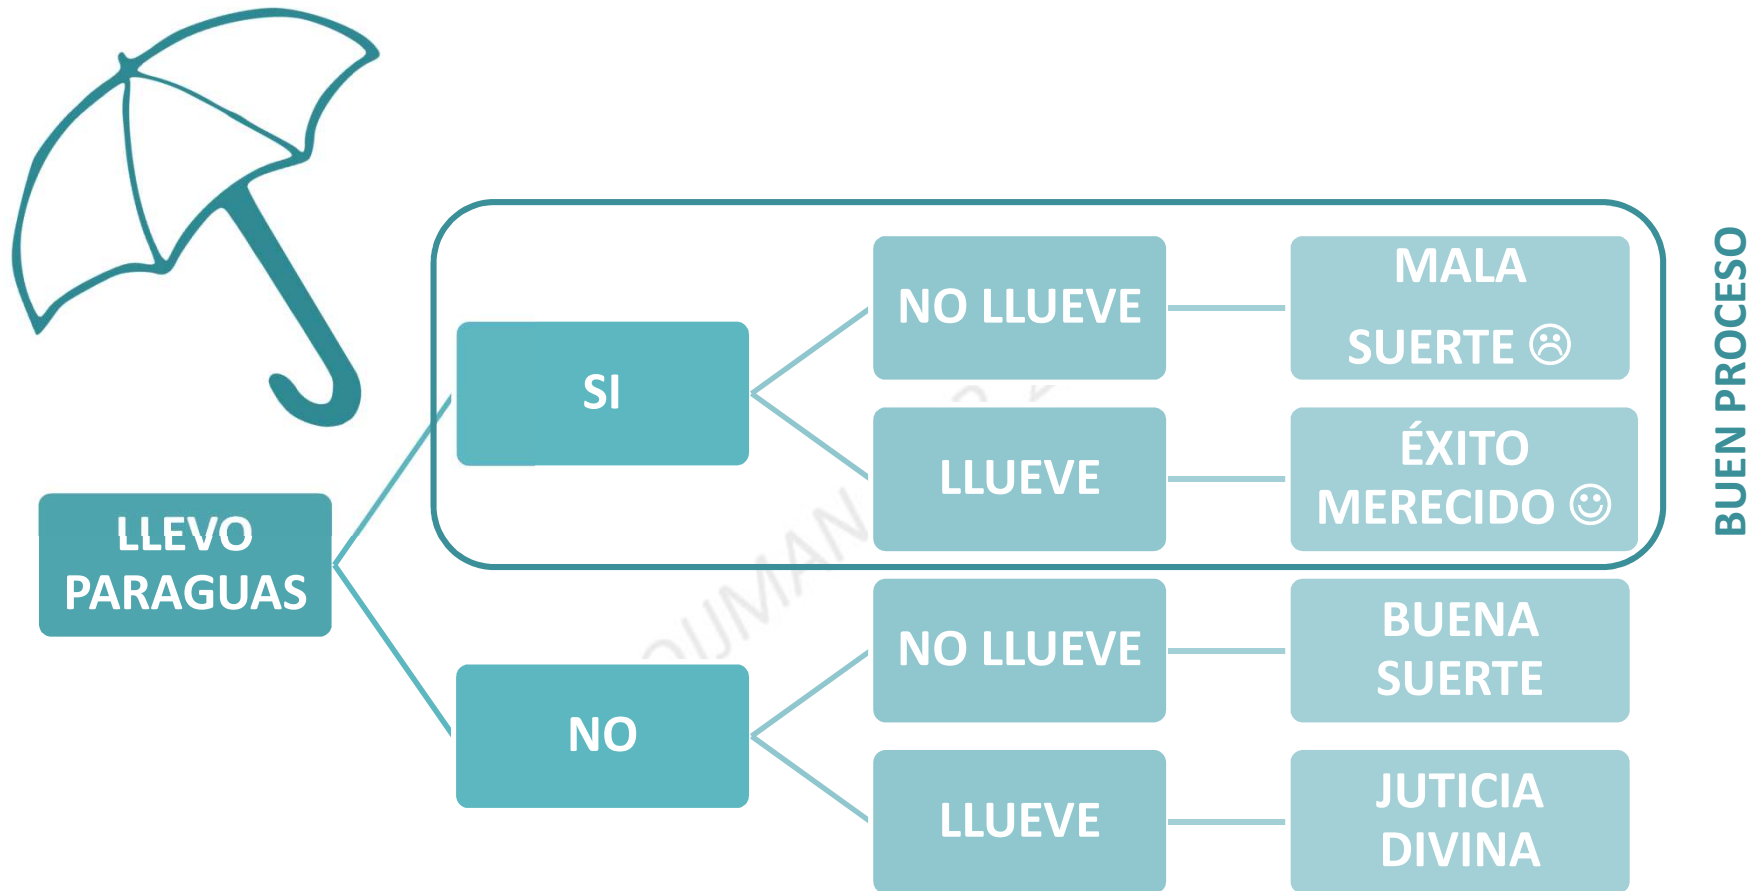 LLEVO
PARAGUAS
SI
NO LLUEVE
MALA
SUERTE ☹
LLUEVE
ÉXITO
MERECIDO ☺
BUEN PROCESO
NO
NO LLUEVE
BUENA
SUERTE
LLUEVE
JUTICIA
DIVINA